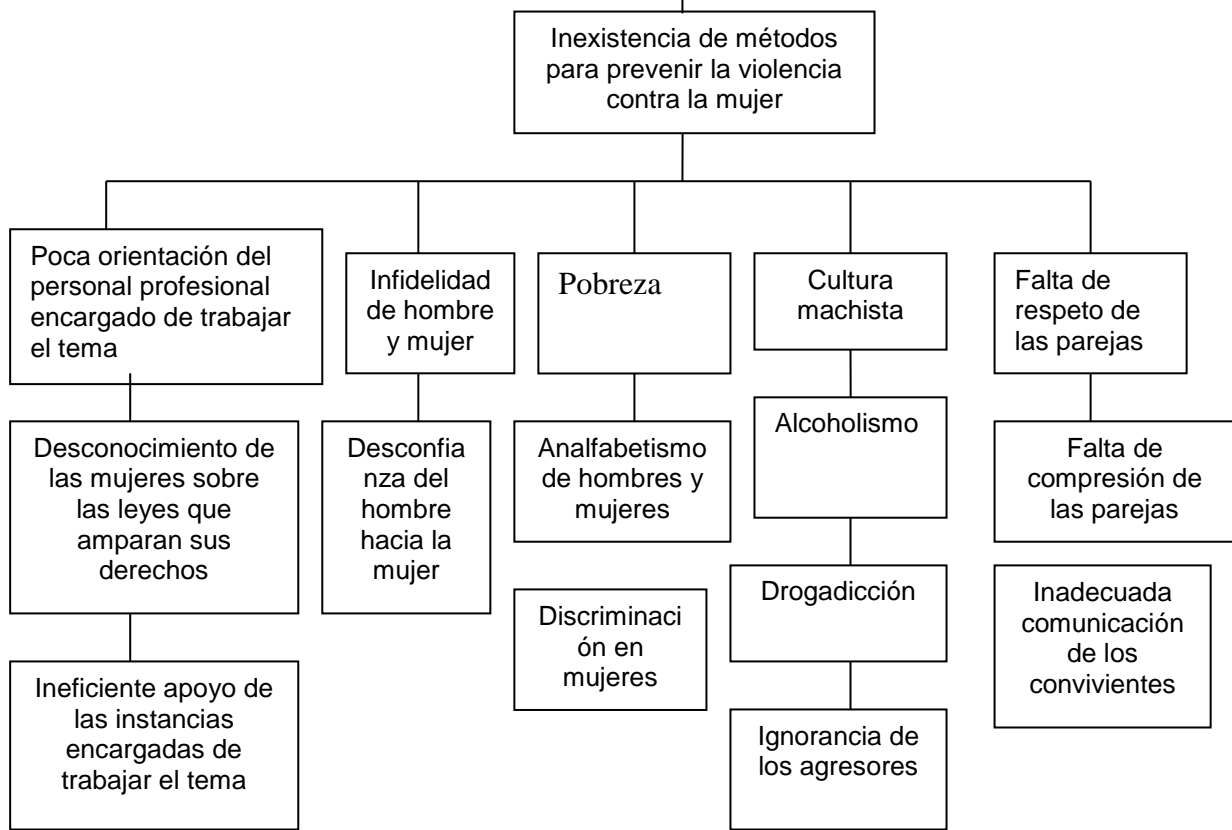 Inexistencia de métodos
para prevenir la violencia
contra la mujer
Poca orientación del
personal profesional
encargado de trabajar
el tema
Infidelidad
de hombre
y mujer
Pobreza
Cultura
machista
Falta de
respeto de
las parejas
Desconocimiento de
las mujeres sobre
las leyes que
amparan sus
derechos
Desconfia
nza del
hombre
hacia la
mujer
Analfabetismo
de hombres y
mujeres
Alcoholismo
Falta de
compresión de
las parejas
Discriminaci
ón en
mujeres
Drogadicción
Inadecuada
comunicación
de los
convivientes
Ineficiente apoyo de
las instancias
encargadas de
trabajar el tema
Ignorancia de
los agresores